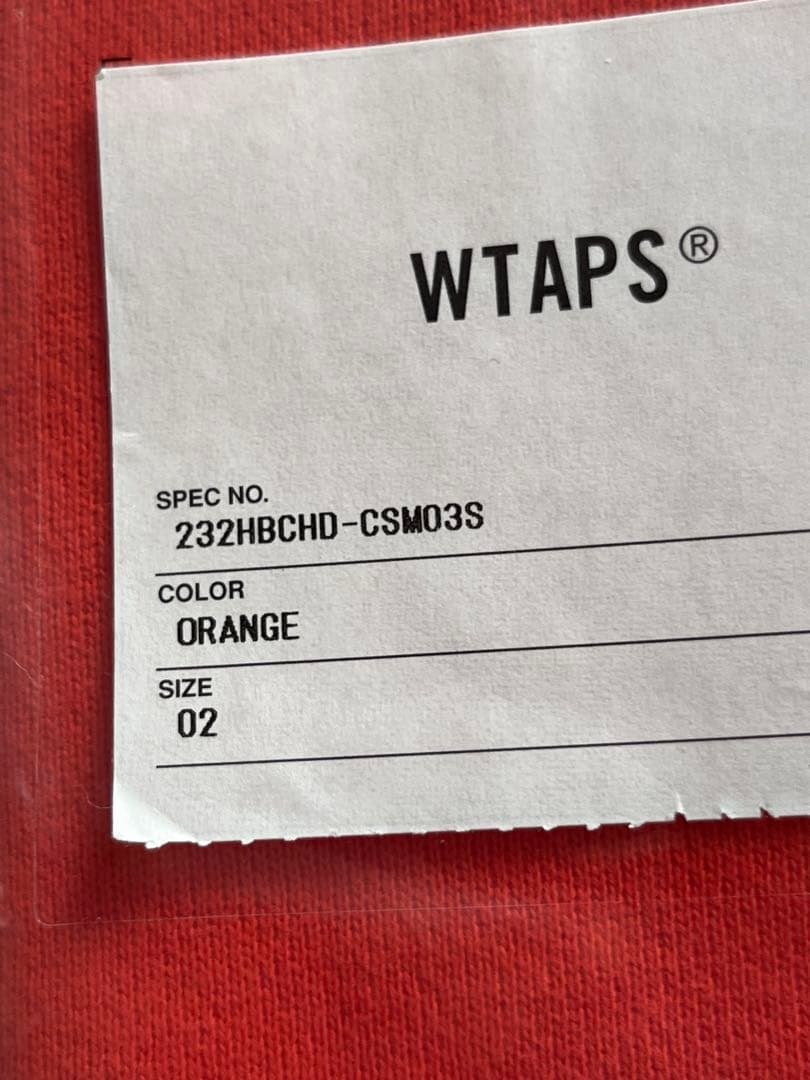 WTAPS®
SPEC NO.
232HBCHD-CSM03S
COLOR
ORANGE
SIZE
02